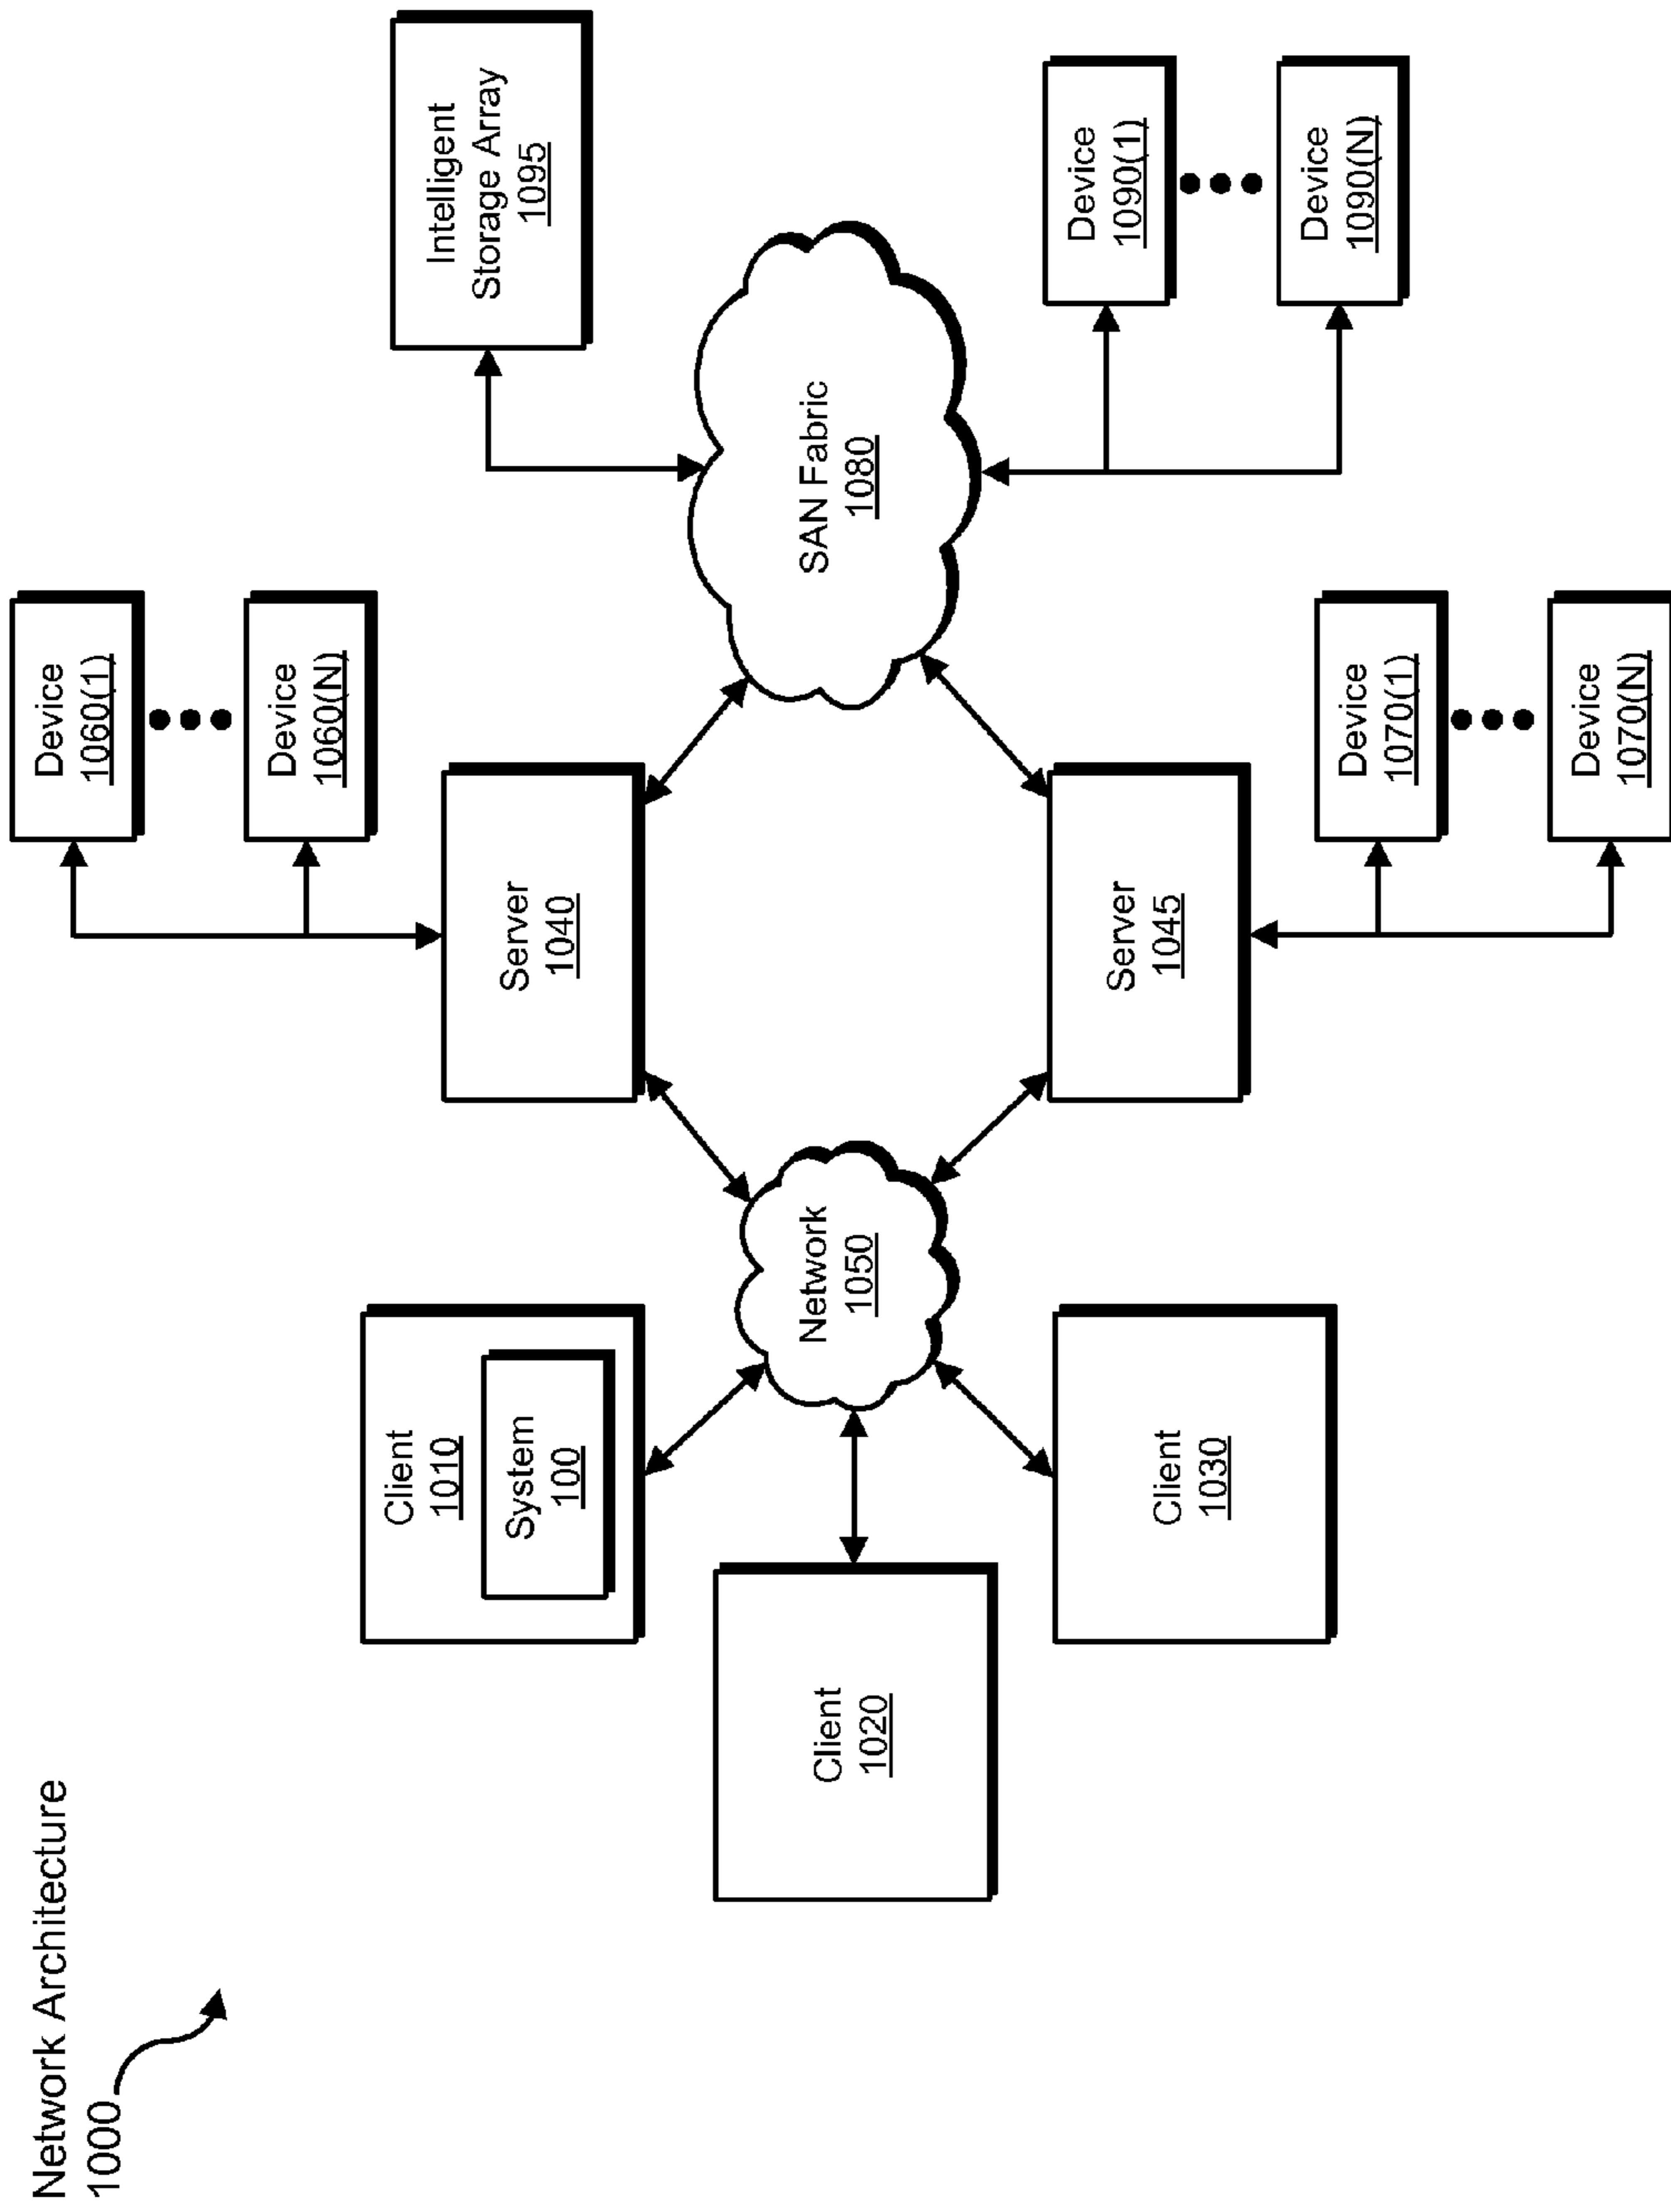 Network Architecture
1000
Client
1010
System
100
Client
1020
Client
1030
Network
1050
Server
1040
Server
1045
Device
1060(1)
Device
1060(N)
Device
1070(1)
Device
1070(N)
SAN Fabric
1080
Intelligent
Storage Array
1095
Device
1090(1)
Device
1090(N)